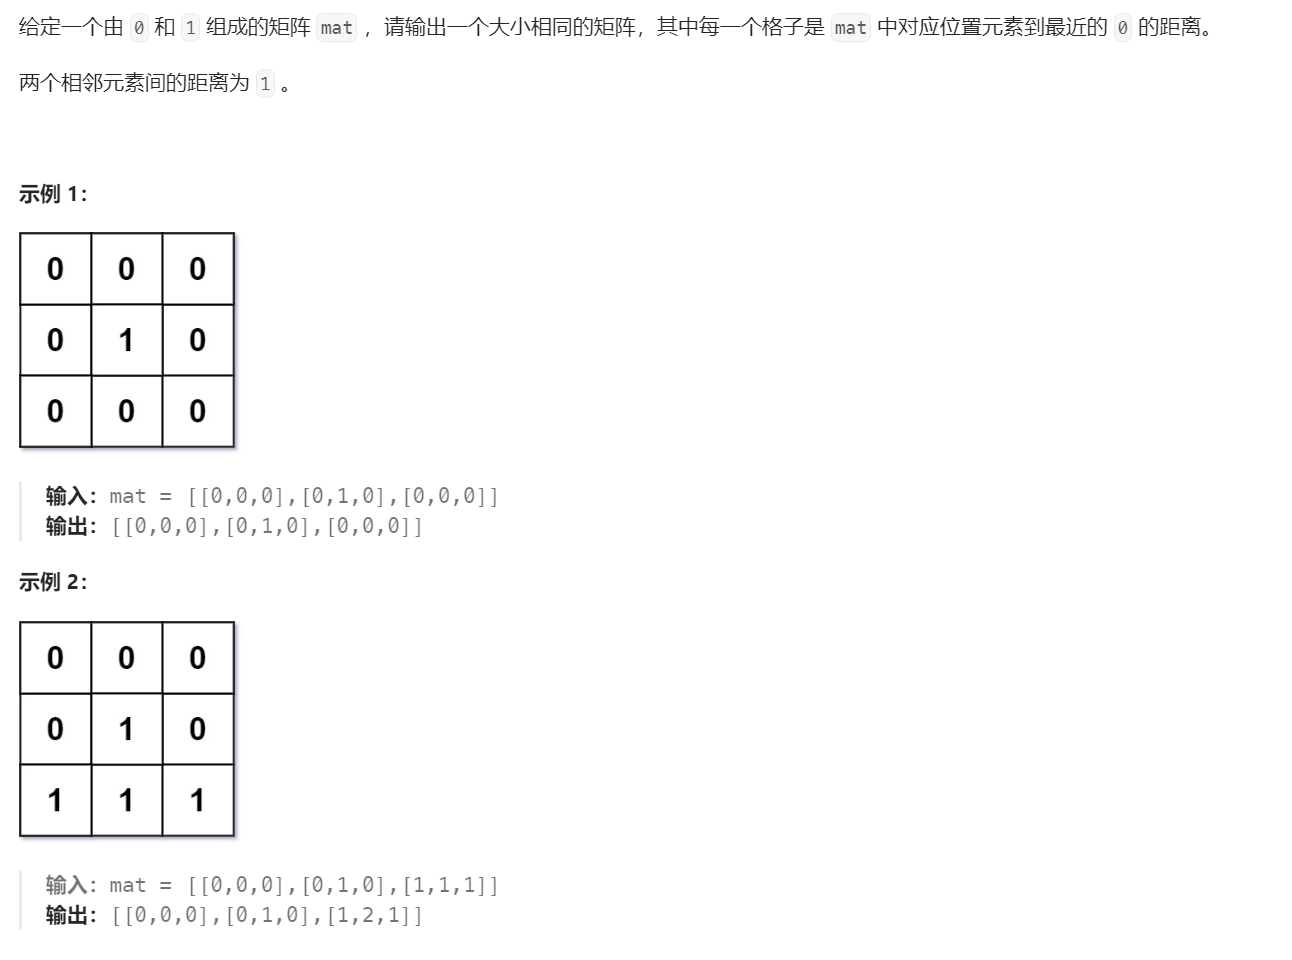 给定一个由 0 和 1 组成的矩阵 mat ，请输出一个大小相同的矩阵，其中每一个格子是 mat 中对应位置元素到最近的 0 的距离。
两个相邻元素间的距离为 1 。
示例 1：
0 0 0
0 1 0
0 0 0
输入：mat = [[0,0,0],[0,1,0],[0,0,0]]
输出：[[0,0,0],[0,1,0],[0,0,0]]
示例 2：
0 0 0
0 1 0
1 1 1
输入：mat = [[0,0,0],[0,1,0],[1,1,1]]
输出：[[0,0,0],[0,1,0],[1,2,1]]